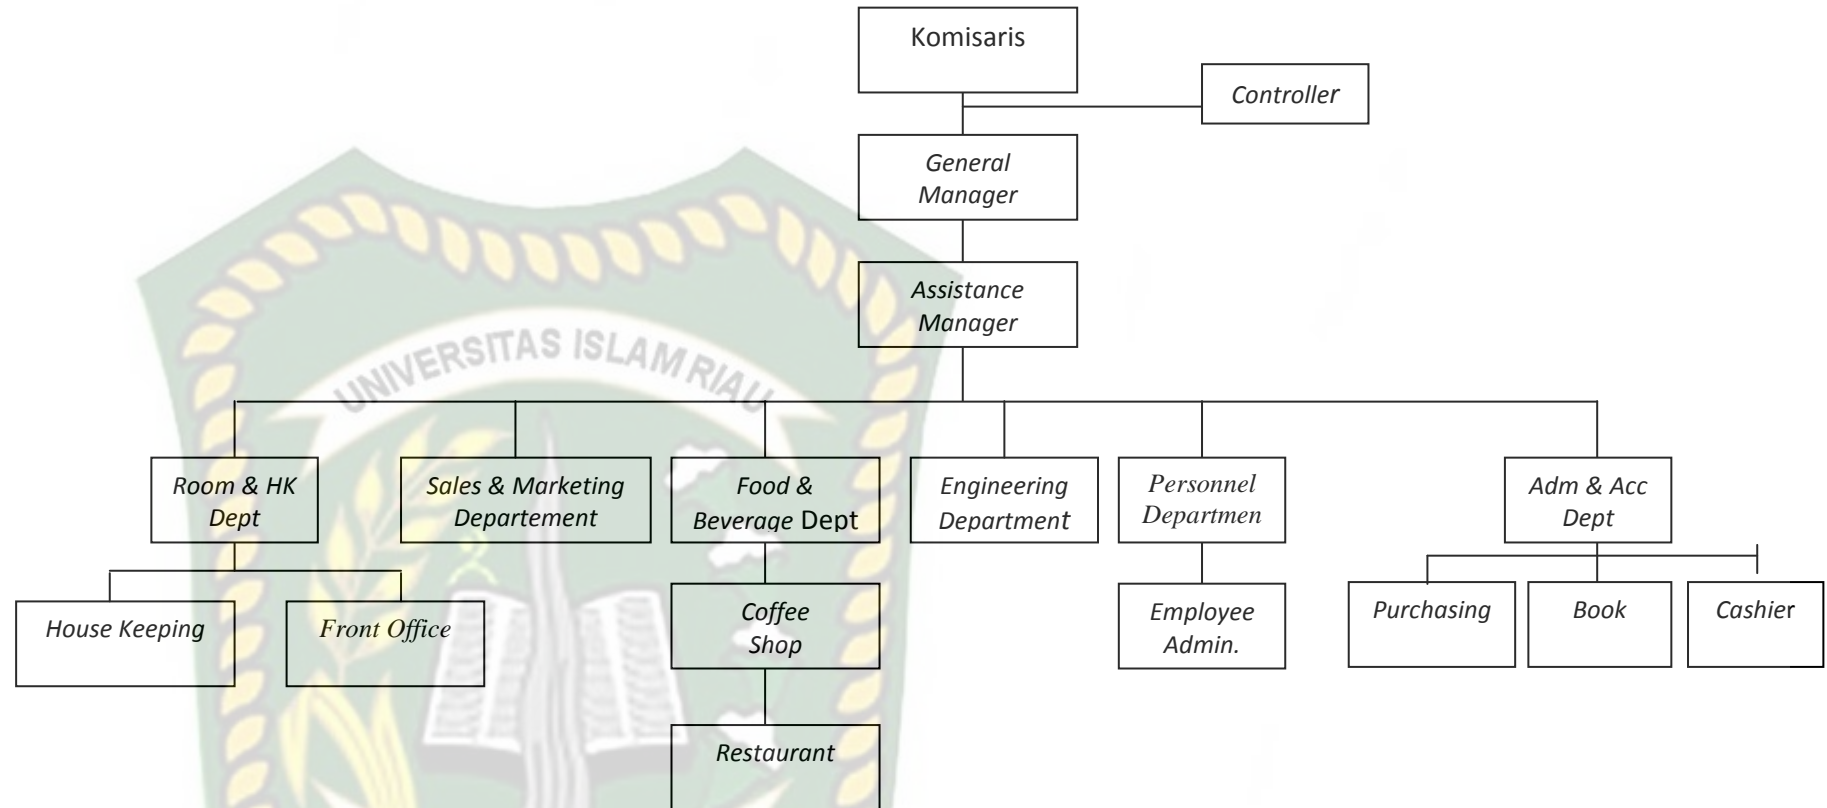 Komisaris
Controller
General
Manager
Assistance
Manager
UNIVERSITAS ISLAM RIAU
Room & HK
Dept
Sales & Marketing
Departement
Food &
Beverage Dept
Engineering
Department
Personnel
Departmen
Adm & Acc
Dept
House Keeping
Front Office
Coffee
Shop
Employee
Admin.
Purchasing
Book
Cashier
Restaurant